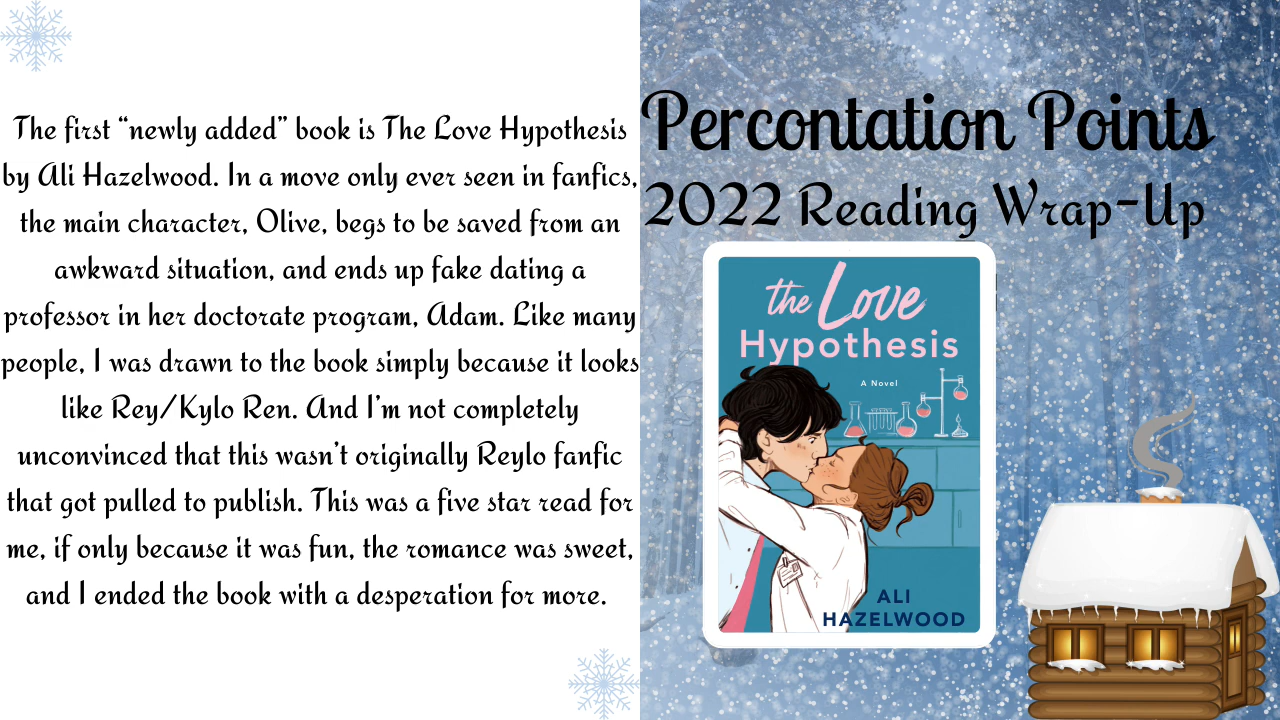 The first “newly added” book is The Love Hypothesis
by Ali Hazelwood. In a move only ever seen in fanfics,
the main character, Olive, begs to be saved from an
awkward situation, and ends up fake dating a
professor in her doctorate program, Adam. Like many
people, I was drawn to the book simply because it looks
like Rey/Kylo Ren. And I’m not completely
unconvinced that this wasn’t originally Reylo fanfic
that got pulled to publish. This was a five star read for
me, if only because it was fun, the romance was sweet,
and I ended the book with a desperation for more.
Percontation Points
2022 Reading Wrap-Up
the Love
Hypothesis
A Novel
ALI
HAZELWOOD